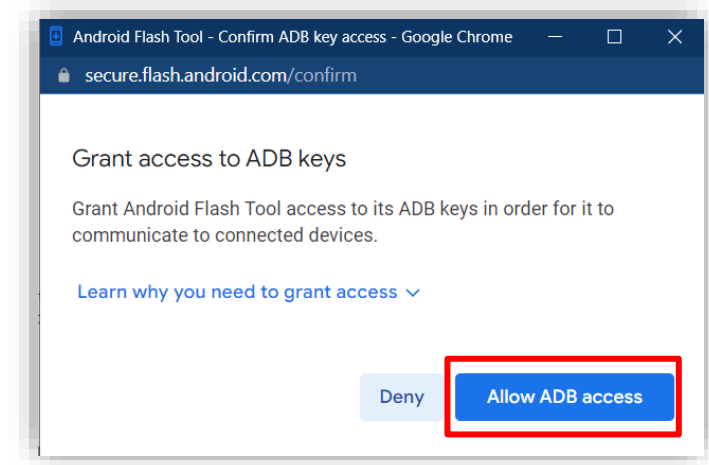 Android Flash Tool - Confirm ADB key access - Google Chrome
secure.flash.android.com/confirm
Grant access to ADB keys
Grant Android Flash Tool access to its ADB keys in order for it to
communicate to connected devices.
Learn why you need to grant access
Deny Allow ADB access